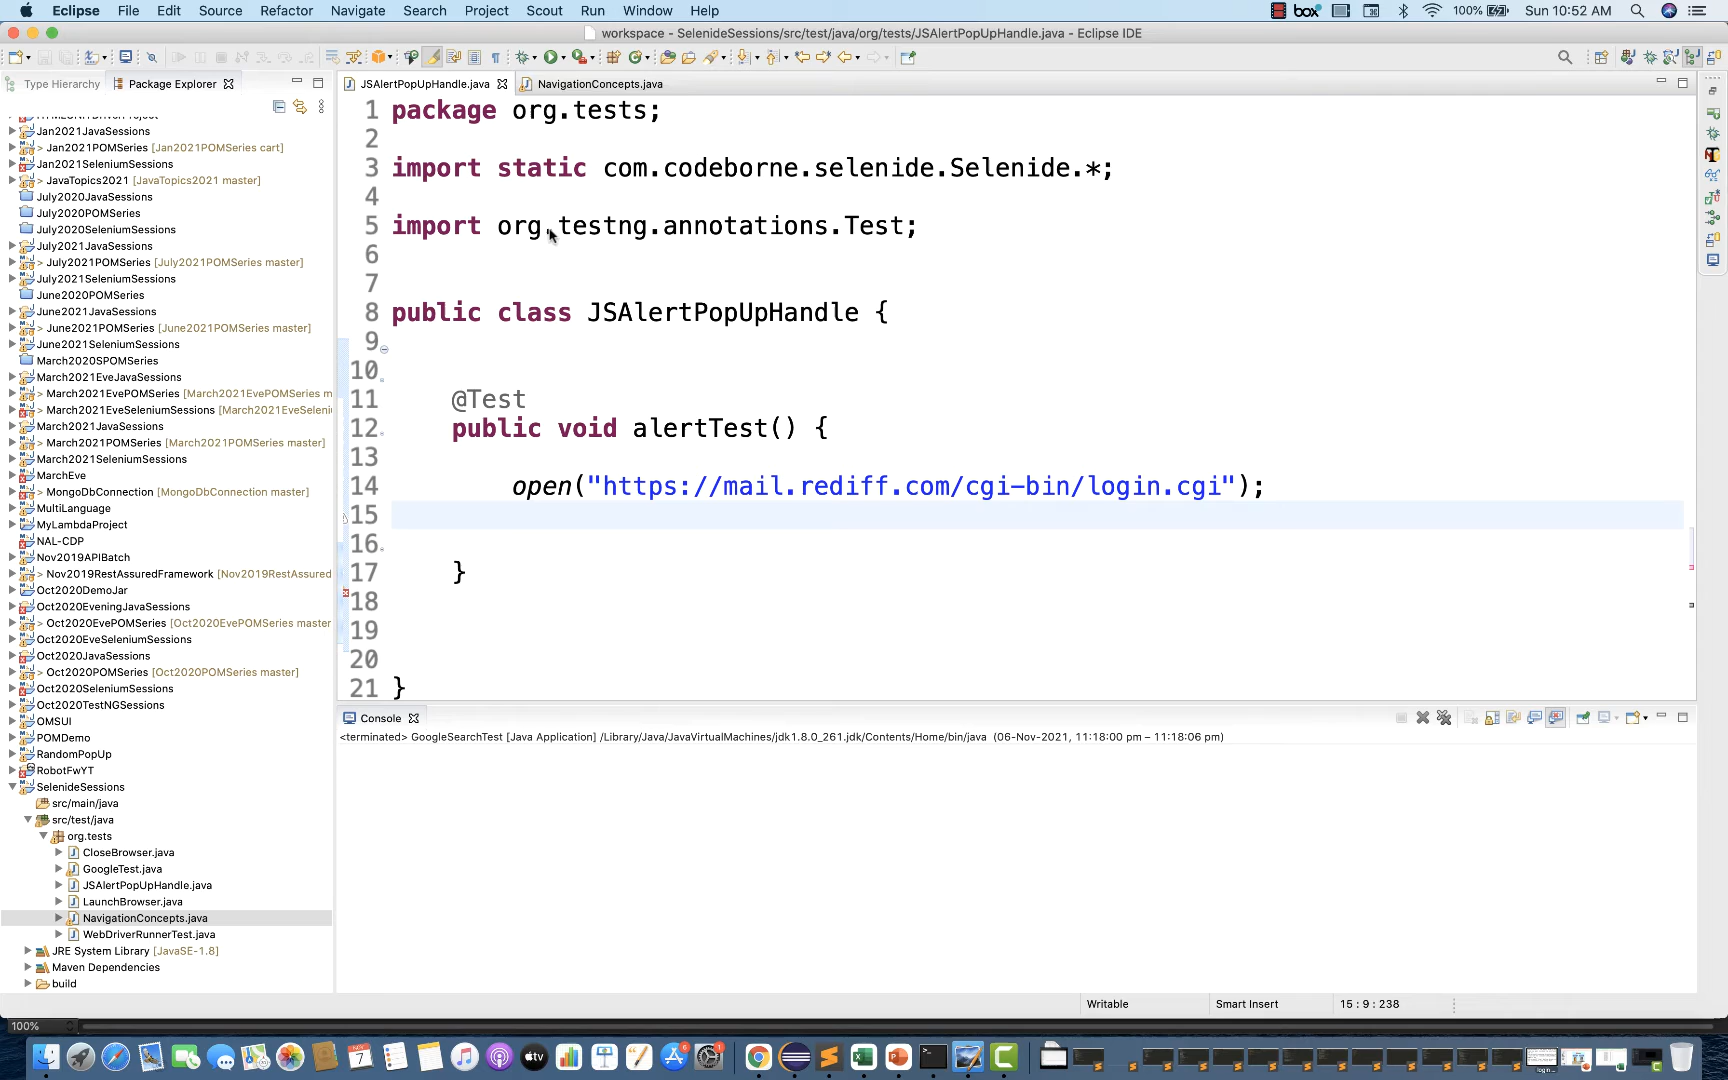 Eclipse File Edit Source Refactor Navigate Search Project Scout Run Window Help box 100% Sun 10:52 AM
workspace - SelenideSessions/src/test/java/org/tests/JSAlertPopUpHandle.java - Eclipse IDE
Type Hierarchy Package Explorer
Jan2021JavaSessions
> Jan2021POMSeries [Jan2021POMSeries cart]
Jan2021SeleniumSessions
> JavaTopics2021 [JavaTopics2021 master]
July2020JavaSessions
July2020POMSeries
July2020SeleniumSessions
July2021JavaSessions
> July2021POMSeries [July2021POMSeries master]
July2021SeleniumSessions
June2020POMSeries
June2021JavaSessions
> June2021POMSeries [June2021POMSeries master]
June2021SeleniumSessions
March2020SPOMSeries
March2021EveJavaSessions
> March2021EvePOMSeries [March2021EvePOMSeries m
> March2021EveSeleniumSessions [March2021EveSeleni
March2021JavaSessions
> March2021POMSeries [March2021POMSeries master]
March2021SeleniumSessions
MarchEve
> MongoDbConnection [MongoDbConnection master]
MultiLanguage
MyLambdaProject
NAL-CDP
Nov2019APIBatch
> Nov2019RestAssuredFramework [Nov2019RestAssured
Oct2020DemoJar
Oct2020EveningJavaSessions
> Oct2020EvePOMSeries [Oct2020EvePOMSeries master
Oct2020EveSeleniumSessions
Oct2020JavaSessions
> Oct2020POMSeries [Oct2020POMSeries master]
Oct2020SeleniumSessions
Oct2020TestNGSessions
OMSUI
POMDemo
RandomPopUp
RobotFwYT
SelenideSessions
src/main/java
src/test/java
org.tests
CloseBrowser.java
GoogleTest.java
JSAlertPopUpHandle.java
LaunchBrowser.java
NavigationConcepts.java
WebDriverRunnerTest.java
JRE System Library [JavaSE-1.8]
Maven Dependencies
build
JSAlertPopUpHandle.java NavigationConcepts.java
1 package org.tests;
2
3 import static com.codeborne.selenide.Selenide.*;
4
5 import org.testng.annotations.Test;
6
7
8 public class JSAlertPopUpHandle {
9
10
11 @Test
12 public void alertTest() {
13
14 open("https://mail.rediff.com/cgi-bin/login.cgi");
15
16
17 }
18
19
20
21 }
Console
<terminated> GoogleSearchTest [Java Application] /Library/Java/JavaVirtualMachines/jdk1.8.0_261.jdk/Contents/Home/bin/java (06-Nov-2021, 11:18:00 pm – 11:18:06 pm)
Writable Smart Insert 15 : 9 : 238
100%